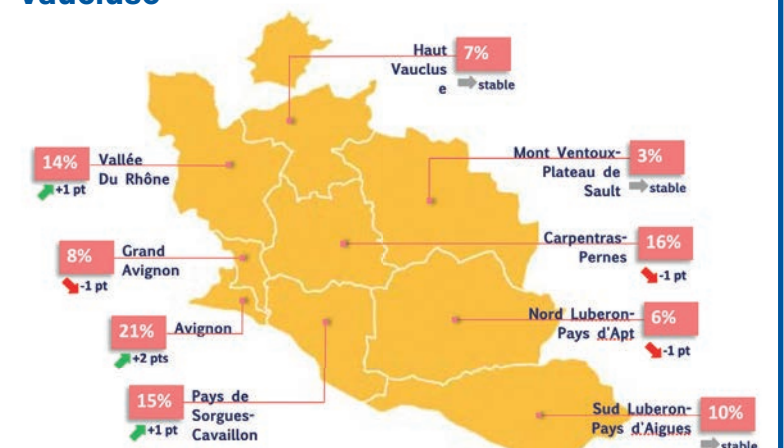 Vaucluse
Haut
Vauclus
e
7%
stable
14%
+1 pt
Vallée
Du Rhône
Mont Ventoux-
Plateau de
Sault
3%
stable
8%
-1 pt
Grand
Avignon
Carpentras-
Pernes
16%
-1 pt
21%
+2 pts
Avignon
Nord Luberon-
Pays d'Apt
6%
-1 pt
15%
+1 pt
Pays de
Sorgues-
Cavaillon
Sud Luberon-
Pays d'Aigues
10%
stable